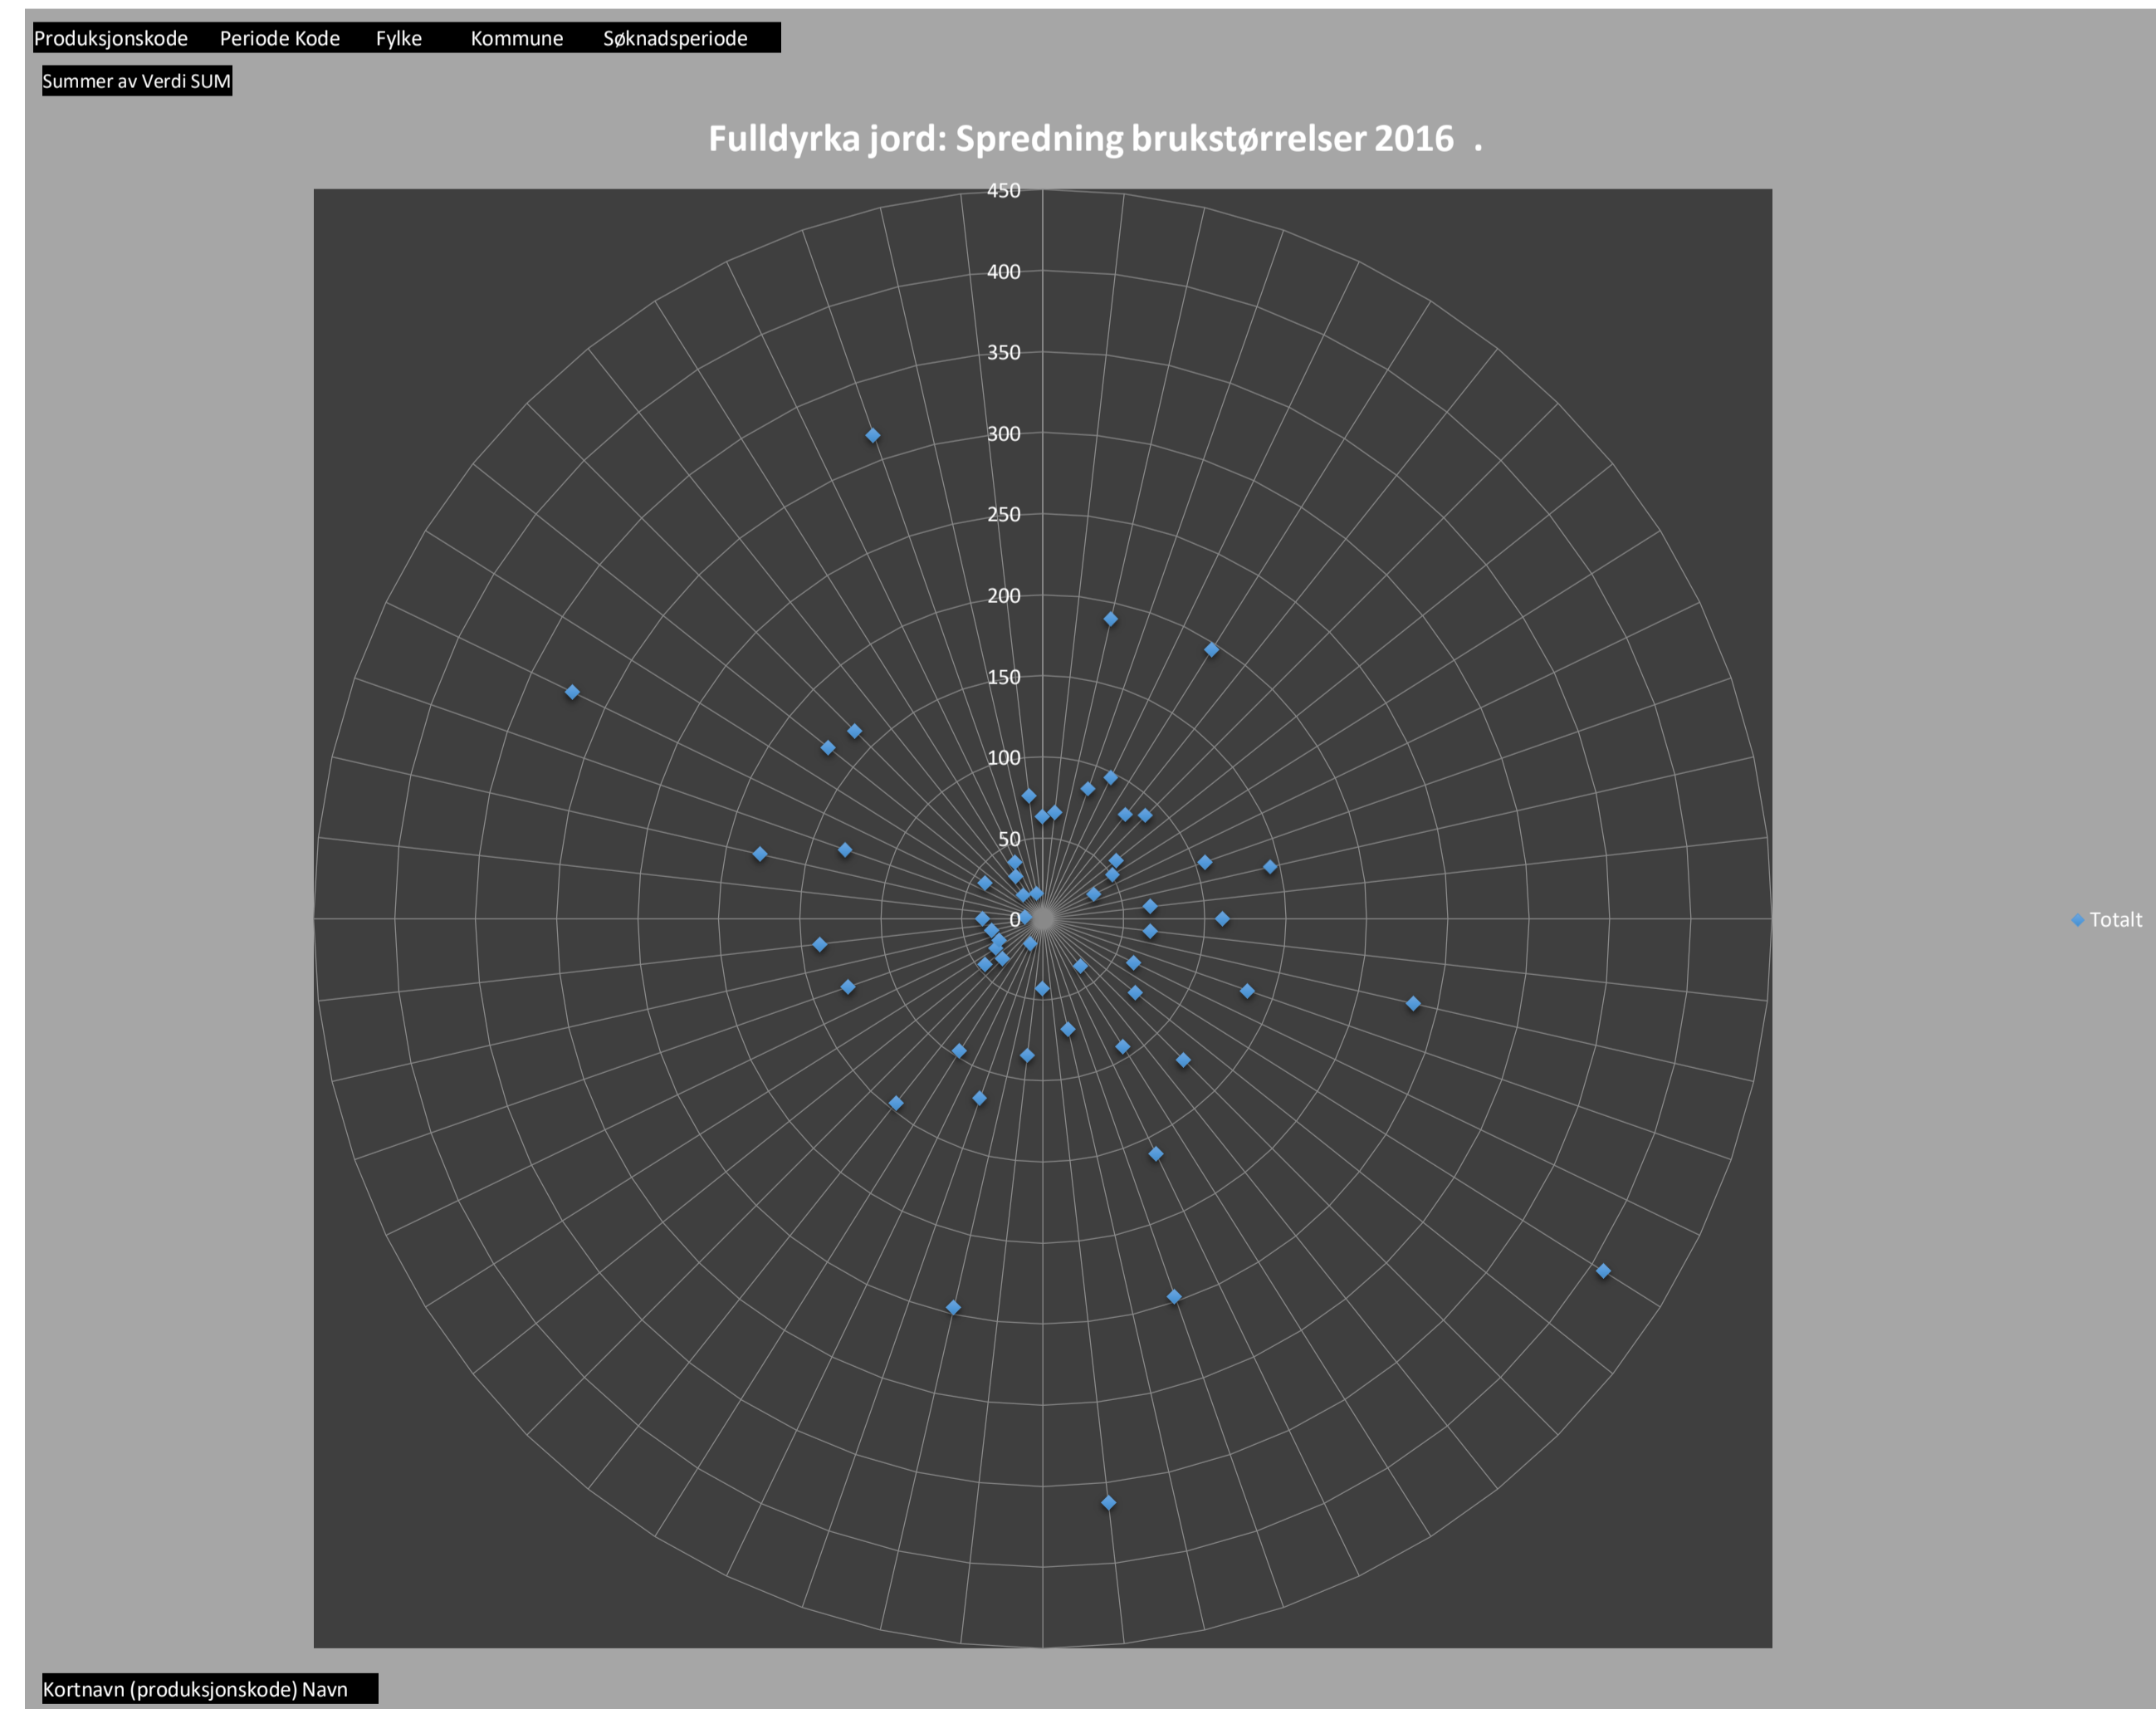 Produksjonskode Periode Kode Fylke Kommune Søknadsperiode
Summer av Verdi SUM
Fulldyrka jord: Spredning brukstørrelser 2016 .
450
400
350
300
250
200
150
100
50
0
Totalt
Kortnavn (produksjonskode) Navn